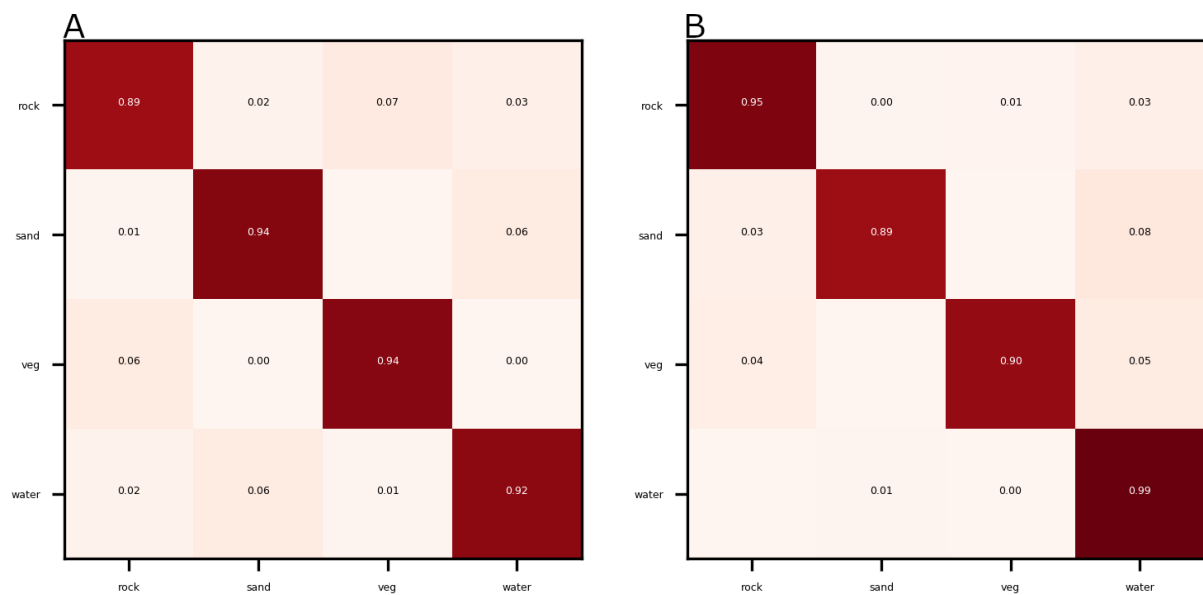 A
rock 0.89 0.02 0.07 0.03
sand 0.01 0.94 0.06
veg 0.06 0.00 0.94 0.00
water 0.02 0.06 0.01 0.92
rock sand veg water
B
rock 0.95 0.00 0.01 0.03
sand 0.03 0.89 0.08
veg 0.04 0.90 0.05
water 0.01 0.00 0.99
rock sand veg water